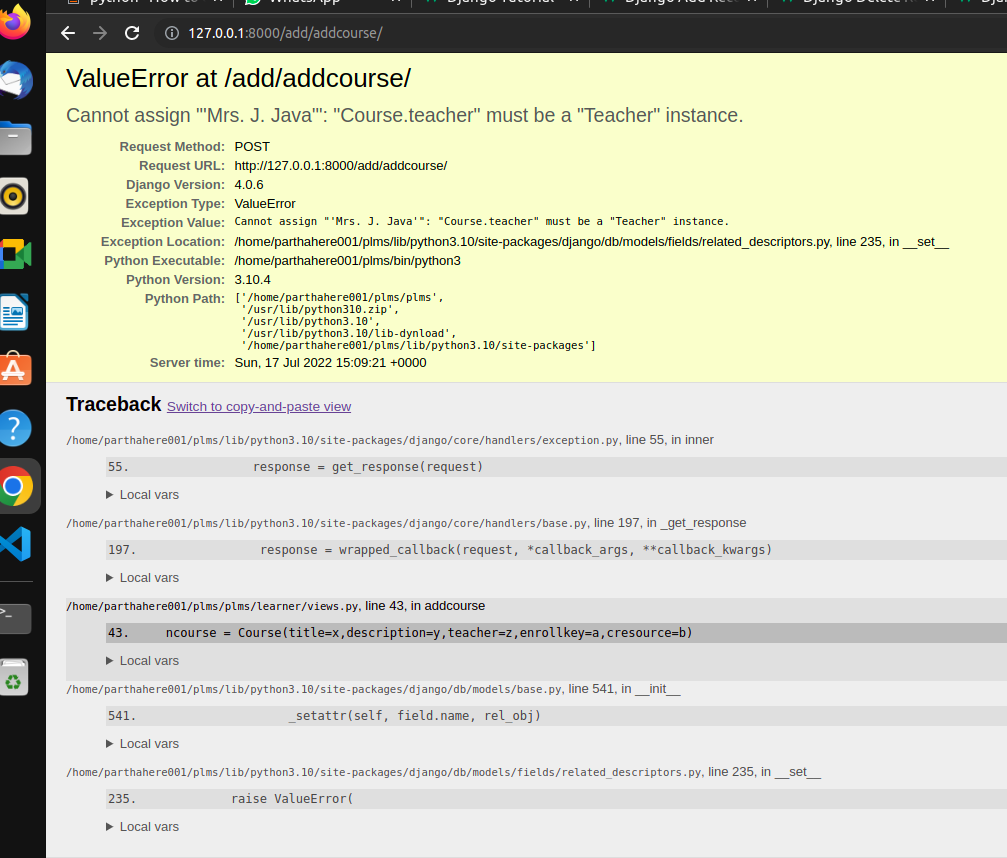 127.0.0.1:8000/add/addcourse/
ValueError at /add/addcourse/
Cannot assign "'Mrs. J. Java'": "Course.teacher" must be a "Teacher" instance.
Request Method: POST
Request URL: http://127.0.0.1:8000/add/addcourse/
Django Version: 4.0.6
Exception Type: ValueError
Exception Value: Cannot assign "'Mrs. J. Java'": "Course.teacher" must be a "Teacher" instance.
Exception Location: /home/parthahere001/plms/lib/python3.10/site-packages/django/db/models/fields/related_descriptors.py, line 235, in __set__
Python Executable: /home/parthahere001/plms/bin/python3
Python Version: 3.10.4
Python Path: ['/home/parthahere001/plms/plms',
'/usr/lib/python310.zip',
'/usr/lib/python3.10',
'/usr/lib/python3.10/lib-dynload',
'/home/parthahere001/plms/lib/python3.10/site-packages']
Server time: Sun, 17 Jul 2022 15:09:21 +0000
Traceback Switch to copy-and-paste view
/home/parthahere001/plms/lib/python3.10/site-packages/django/core/handlers/exception.py, line 55, in inner
55. response = get_response(request)
▶ Local vars
/home/parthahere001/plms/lib/python3.10/site-packages/django/core/handlers/base.py, line 197, in _get_response
197. response = wrapped_callback(request, *callback_args, **callback_kwargs)
▶ Local vars
/home/parthahere001/plms/plms/learner/views.py, line 43, in addcourse
43. ncourse = Course(title=x,description=y,teacher=z,enrollkey=a,cresource=b)
▶ Local vars
/home/parthahere001/plms/lib/python3.10/site-packages/django/db/models/base.py, line 541, in __init__
541. _setattr(self, field.name, rel_obj)
▶ Local vars
/home/parthahere001/plms/lib/python3.10/site-packages/django/db/models/fields/related_descriptors.py, line 235, in __set__
235. raise ValueError(
▶ Local vars